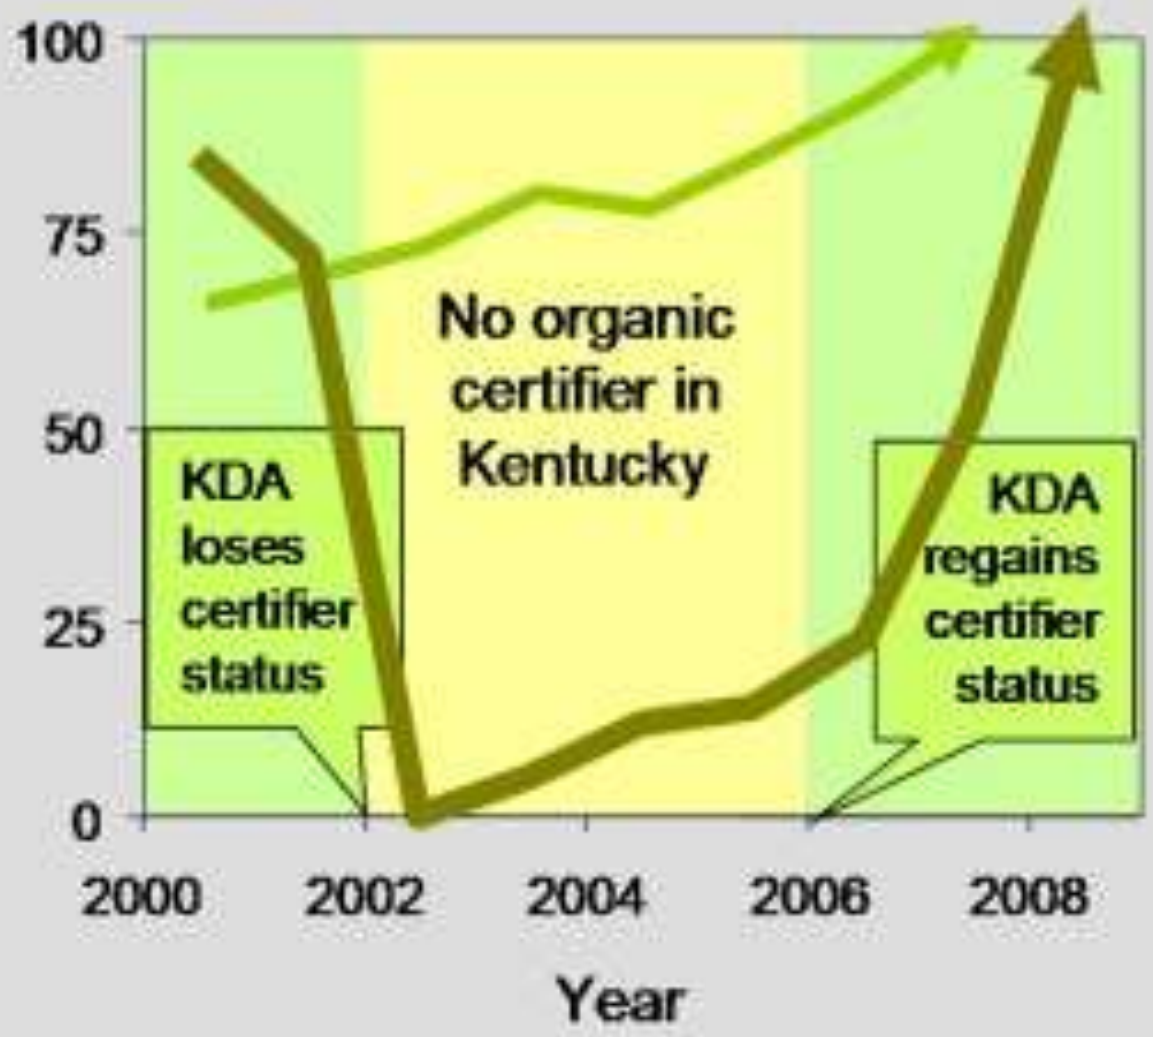 100
75
50
25
0
No organic
certifier in
Kentucky
KDA
loses
certifier
status
KDA
regains
certifier
status
2000 2002 2004 2006 2008
Year